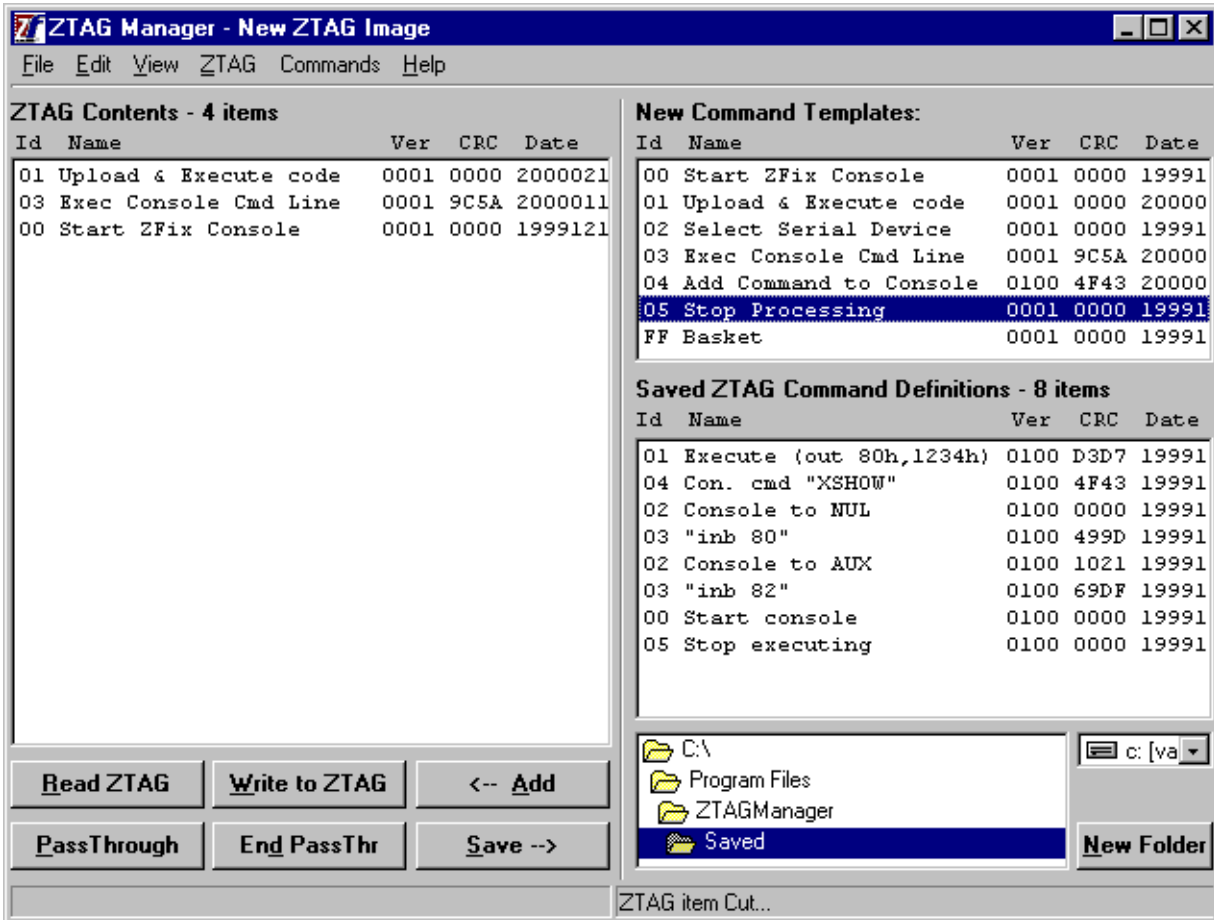 ZTAG Manager - New ZTAG Image
File Edit View ZTAG Commands Help
ZTAG Contents - 4 items
Id Name Ver CRC Date
01 Upload & Execute code 0001 0000 2000021
03 Exec Console Cmd Line 0001 9C5A 2000011
00 Start ZFix Console 0001 0000 1999121
Read ZTAG
Write to ZTAG
<-- Add
PassThrough
End PassThr
Save -->
New Command Templates:
Id Name Ver CRC Date
00 Start ZFix Console 0001 0000 19991
01 Upload & Execute code 0001 0000 20000
02 Select Serial Device 0001 0000 19991
03 Exec Console Cmd Line 0001 9C5A 20000
04 Add Command to Console 0100 4F43 20000
05 Stop Processing 0001 0000 19991
FF Basket 0001 0000 19991
Saved ZTAG Command Definitions - 8 items
Id Name Ver CRC Date
01 Execute (out 80h,1234h) 0100 D3D7 19991
04 Con. cmd "XSHOW" 0100 4F43 19991
02 Console to NUL 0100 0000 19991
03 "inb 80" 0100 499D 19991
02 Console to AUX 0100 1021 19991
03 "inb 82" 0100 69DF 19991
00 Start console 0100 0000 19991
05 Stop executing 0100 0000 19991
C:\
Program Files
ZTAGManager
Saved
c: [va
New Folder
ZTAG item Cut...